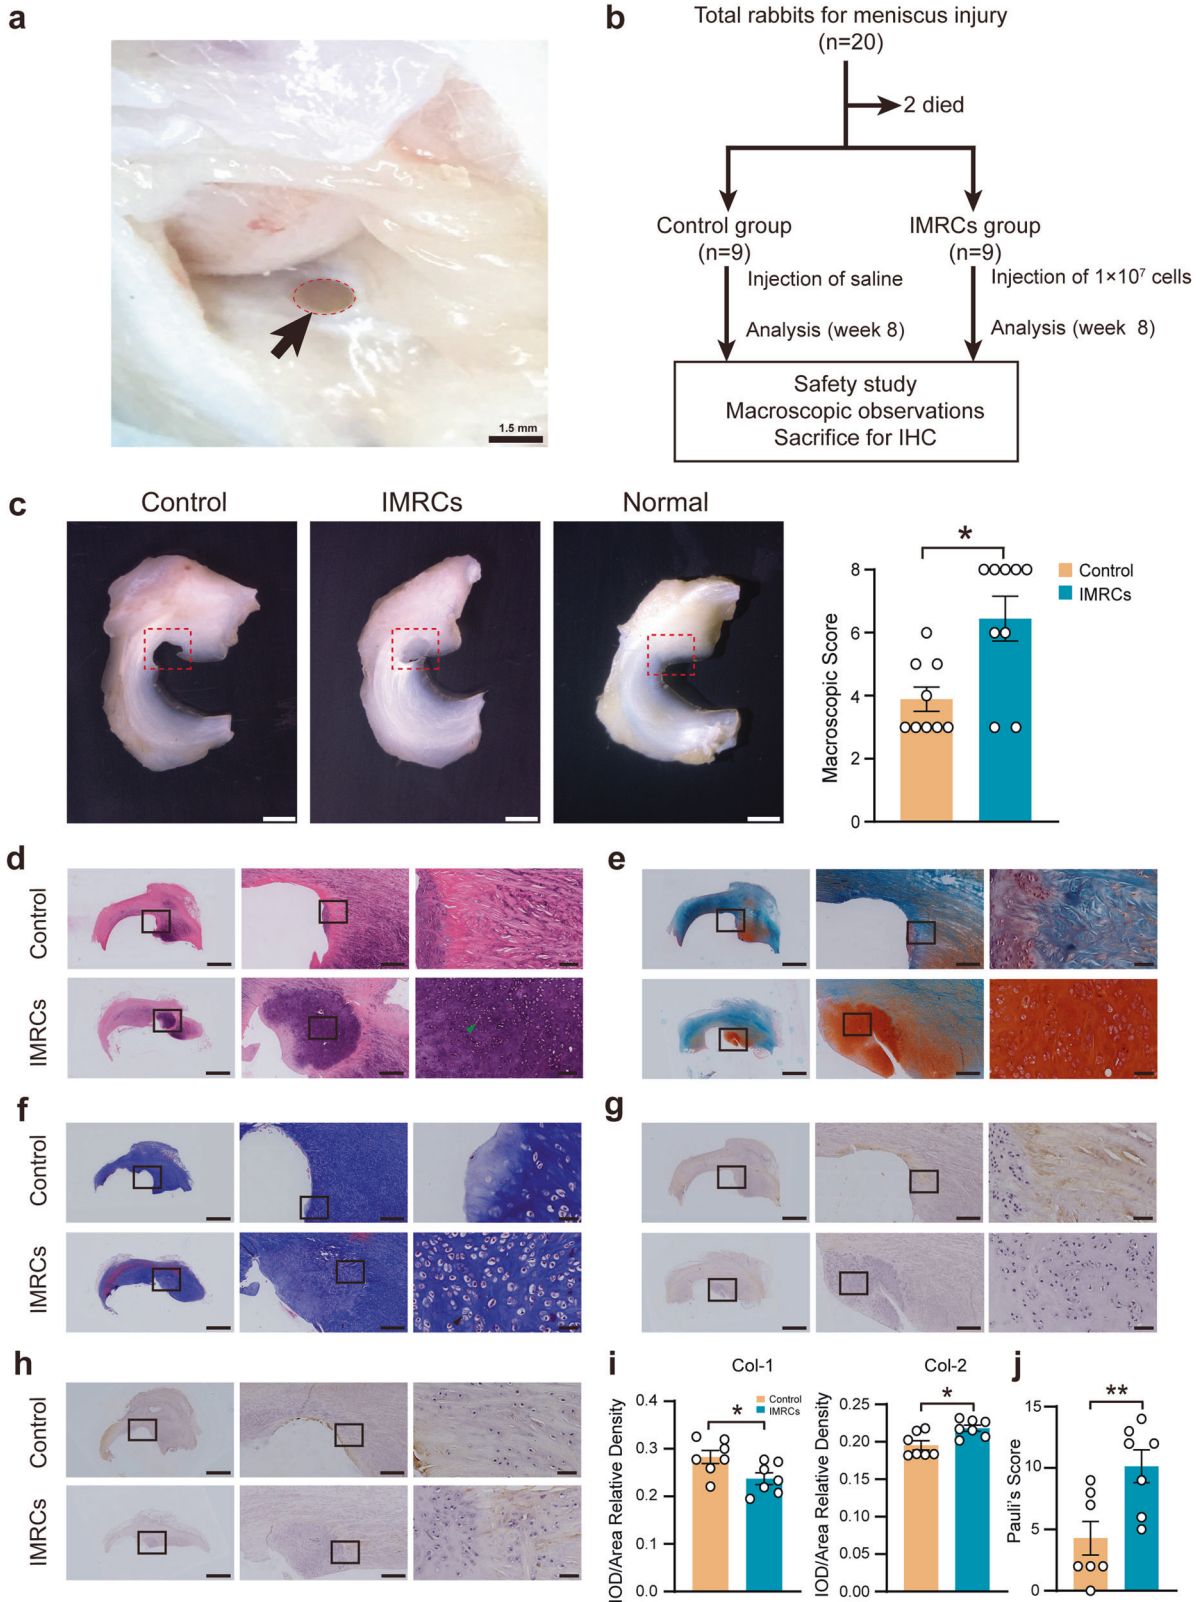 a
1.5 mm
b
Total rabbits for meniscus injury
(n=20)
2 died
Control group
(n=9)
IMRCs group
(n=9)
Injection of saline
Injection of 1×10⁷ cells
Analysis (week 8)
Analysis (week 8)
Safety study
Macroscopic observations
Sacrifice for IHC
c
Control
IMRCs
Normal
Macroscopic Score
8
6
4
2
0
*
Control
IMRCs
d
Control
IMRCs
e
f
Control
IMRCs
g
h
Control
IMRCs
i
Col-1
IOD/Area Relative Density
0.4
0.3
0.2
0.1
0.0
*
Control
IMRCs
Col-2
IOD/Area Relative Density
0.25
0.20
0.15
0.10
0.05
0.00
*
j
Pauli's Score
15
10
5
0
**